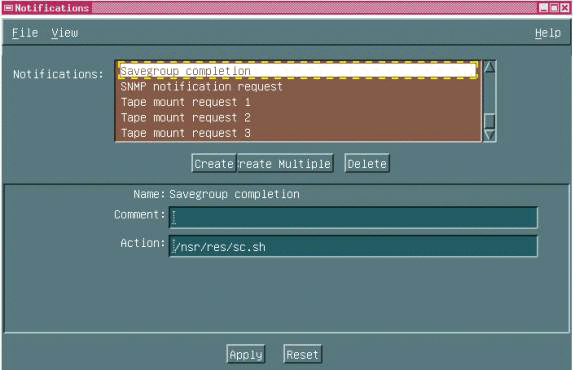 Notifications
File View Help
Notifications:
Savegroup completion
SNMP notification request
Tape mount request 1
Tape mount request 2
Tape mount request 3
Create reate Multiple Delete
Name: Savegroup completion
Comment:
Action: /nsr/res/sc.sh
Apply Reset